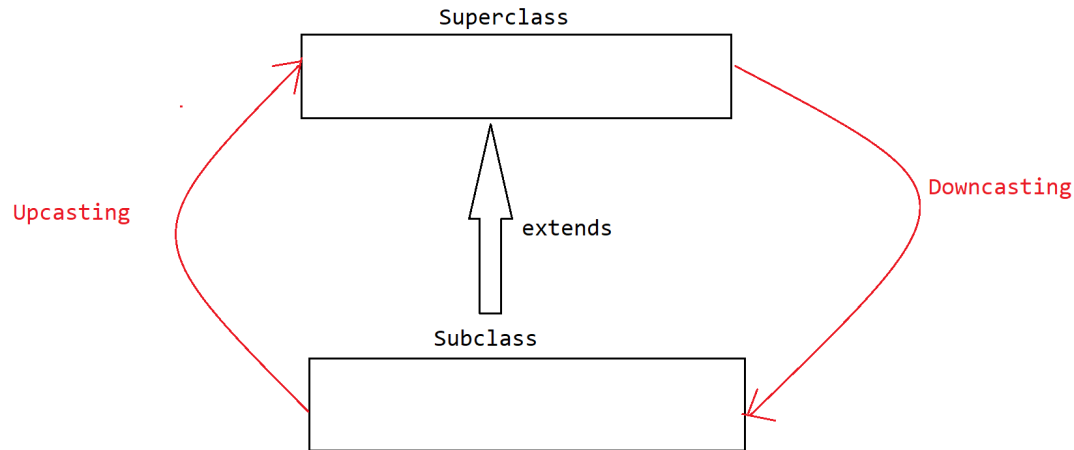 Superclass
Downcasting
Upcasting
extends
Subclass